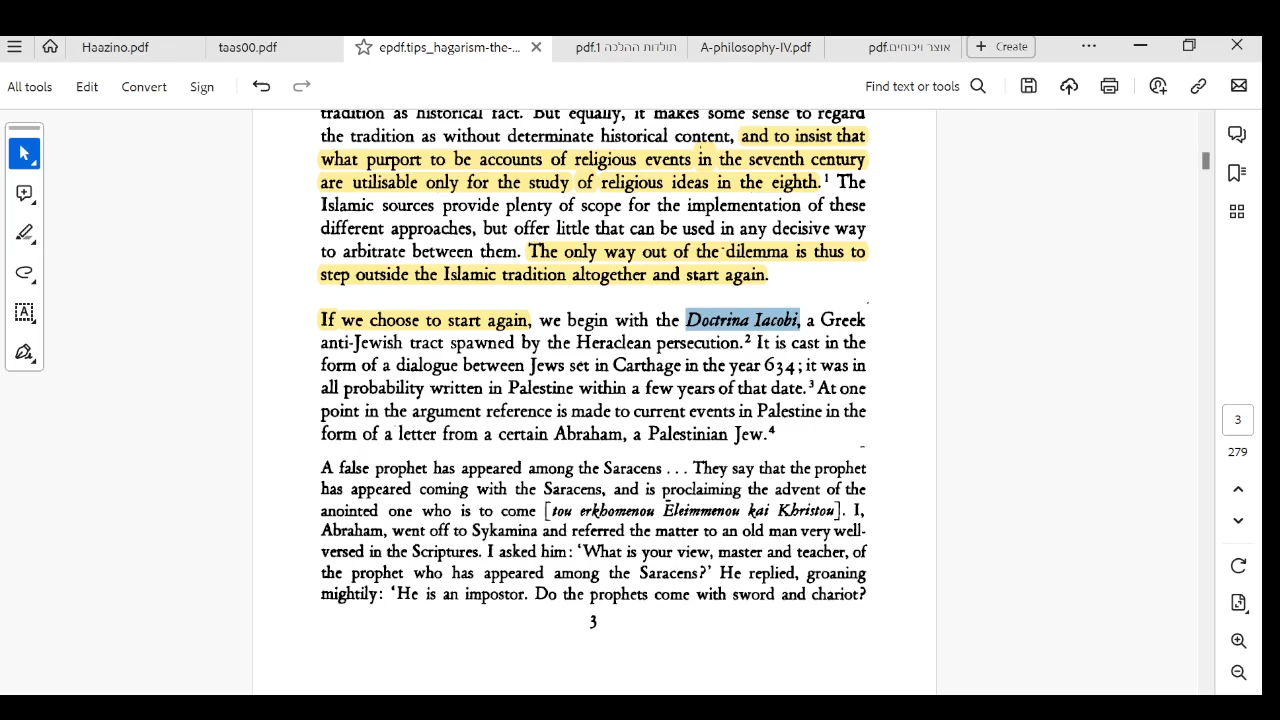 Haazino.pdf
taas00.pdf
epdf.tips_hagarism-the-...
תולדות ההלכה 1.pdf
A-philosophy-IV.pdf
אוצר ויכוחים.pdf
Create
All tools
Edit
Convert
Sign
Find text or tools
tradition as historical fact. But equally, it makes some sense to regard
the tradition as without determinate historical content, and to insist that
what purport to be accounts of religious events in the seventh century
are utilisable only for the study of religious ideas in the eighth.¹ The
Islamic sources provide plenty of scope for the implementation of these
different approaches, but offer little that can be used in any decisive way
to arbitrate between them. The only way out of the dilemma is thus to
step outside the Islamic tradition altogether and start again.
If we choose to start again, we begin with the Doctrina Iacobi, a Greek
anti-Jewish tract spawned by the Heraclean persecution.² It is cast in the
form of a dialogue between Jews set in Carthage in the year 634; it was in
all probability written in Palestine within a few years of that date.³ At one
point in the argument reference is made to current events in Palestine in the
form of a letter from a certain Abraham, a Palestinian Jew.⁴
A false prophet has appeared among the Saracens . . . They say that the prophet
has appeared coming with the Saracens, and is proclaiming the advent of the
anointed one who is to come [tou erkhomenou Ēleimmenou kai Khristou]. I,
Abraham, went off to Sykamina and referred the matter to an old man very well-
versed in the Scriptures. I asked him: ‘What is your view, master and teacher, of
the prophet who has appeared among the Saracens?’ He replied, groaning
mightily: ‘He is an impostor. Do the prophets come with sword and chariot?
3
3
279